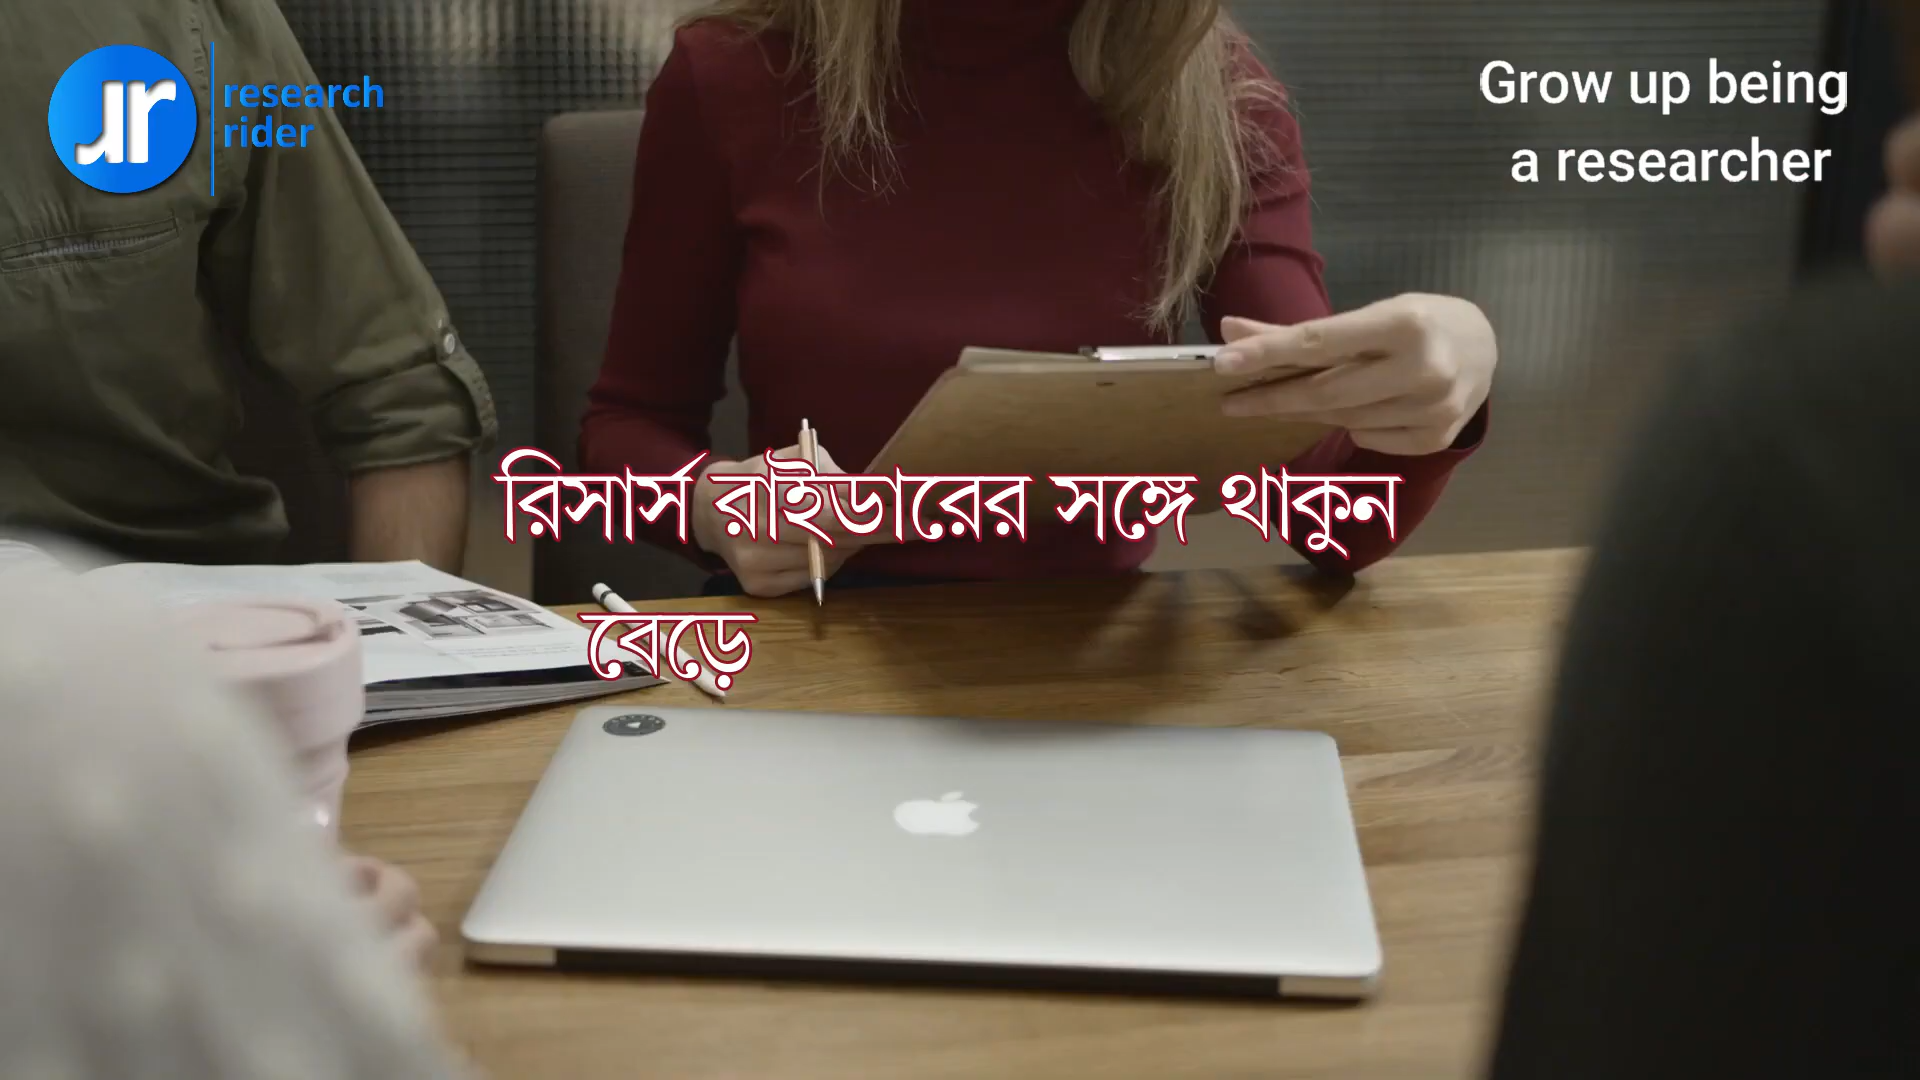 research
rider
Grow up being
a researcher
রিসার্স রাইডারের সঙ্গে থাকুন
বেড়ে